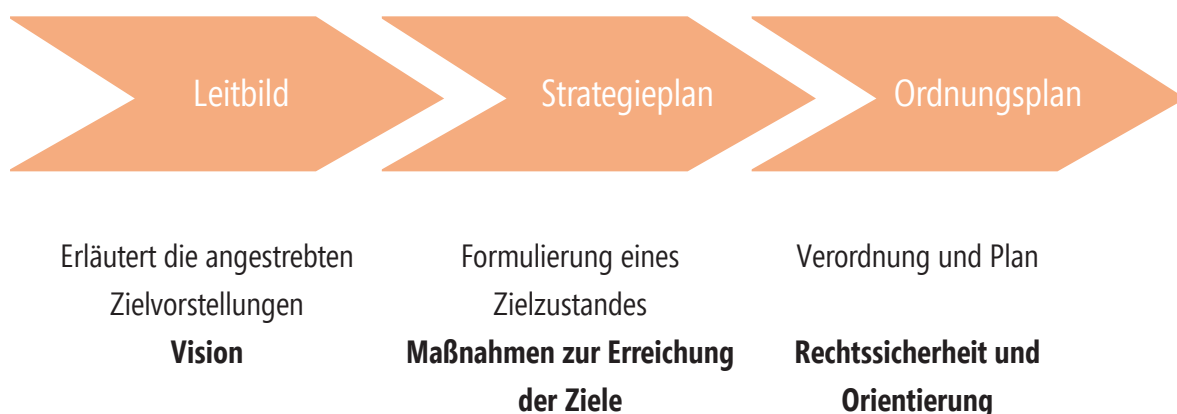 Leitbild
Strategieplan
Ordnungsplan
Erläutert die angestrebten
Zielvorstellungen
Vision
Formulierung eines
Zielzustandes
Maßnahmen zur Erreichung
der Ziele
Verordnung und Plan
Rechtssicherheit und
Orientierung